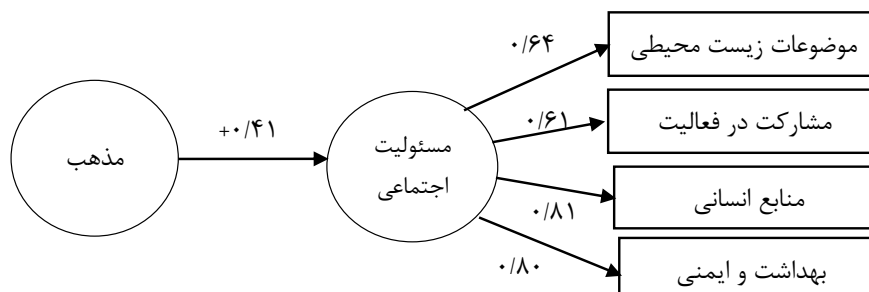 ۰/۶۴
موضوعات زیست محیطی
+۰/۴۱
۰/۶۱
مشارکت در فعالیت
مذهب
مسئولیت
اجتماعی
منابع انسانی
۰/۸۱
بهداشت و ایمنی
۰/۸۰